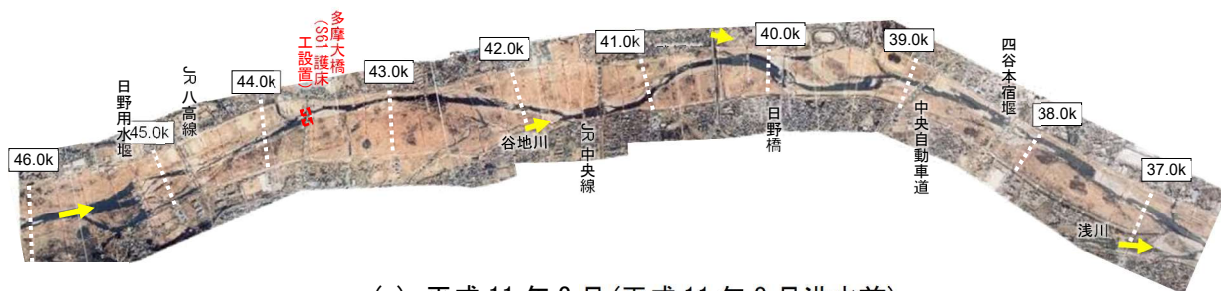 46.0k
日野用水堰
45.0k
JR八高線
44.0k
多摩大橋
(S61護床
工設置)
43.0k
42.0k
谷地川
JR中央線
41.0k
40.0k
日野橋
39.0k
中央自動車道
四谷本宿堰
38.0k
37.0k
浅川